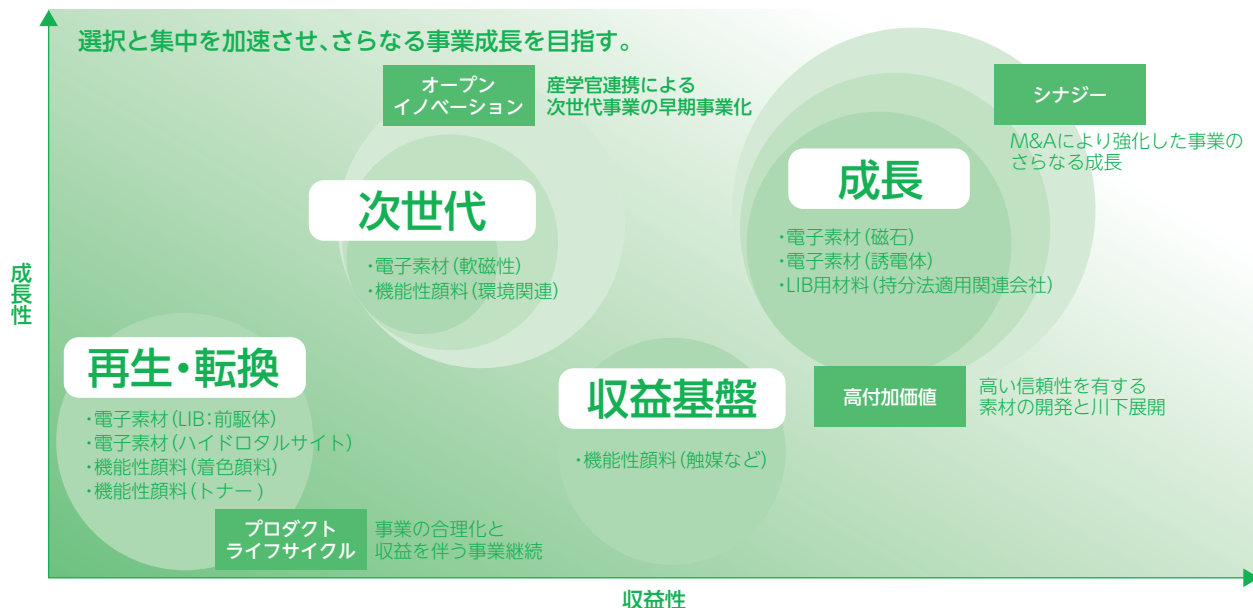 選択と集中を加速させ、さらなる事業成長を目指す。
オープン
イノベーション
産学官連携による
次世代事業の早期事業化
シナジー
M&Aにより強化した事業の
さらなる成長
成長
・電子素材(磁石)
・電子素材(誘電体)
・LIB用材料(持分法適用関連会社)
次世代
・電子素材(軟磁性)
・機能性顔料(環境関連)
成長性
再生・転換
・電子素材(LIB:前駆体)
・電子素材(ハイドロタルサイト)
・機能性顔料(着色顔料)
・機能性顔料(トナー)
プロダクト
ライフサイクル
事業の合理化と
収益を伴う事業継続
収益基盤
・機能性顔料(触媒など)
高付加価値
高い信頼性を有する
素材の開発と川下展開
収益性